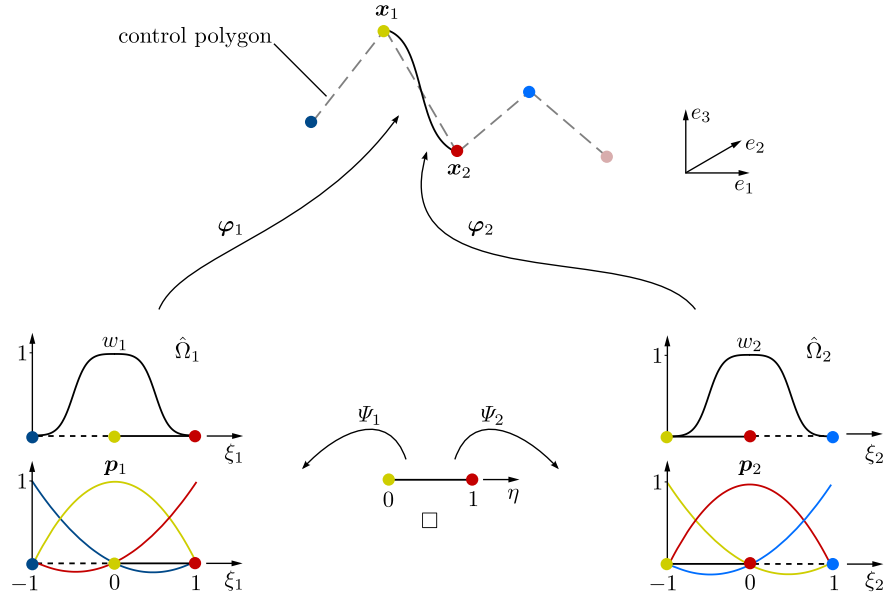 x₁
control polygon
e₃
e₂
x₂
e₁
φ₁
φ₂
1 w₁ Ω̂₁
1 w₂ Ω̂₂
Ψ₁ Ψ₂
ξ₁
ξ₂
1 p₁
1 p₂
0 1 η
□
−1 0 1 ξ₁
−1 0 1 ξ₂